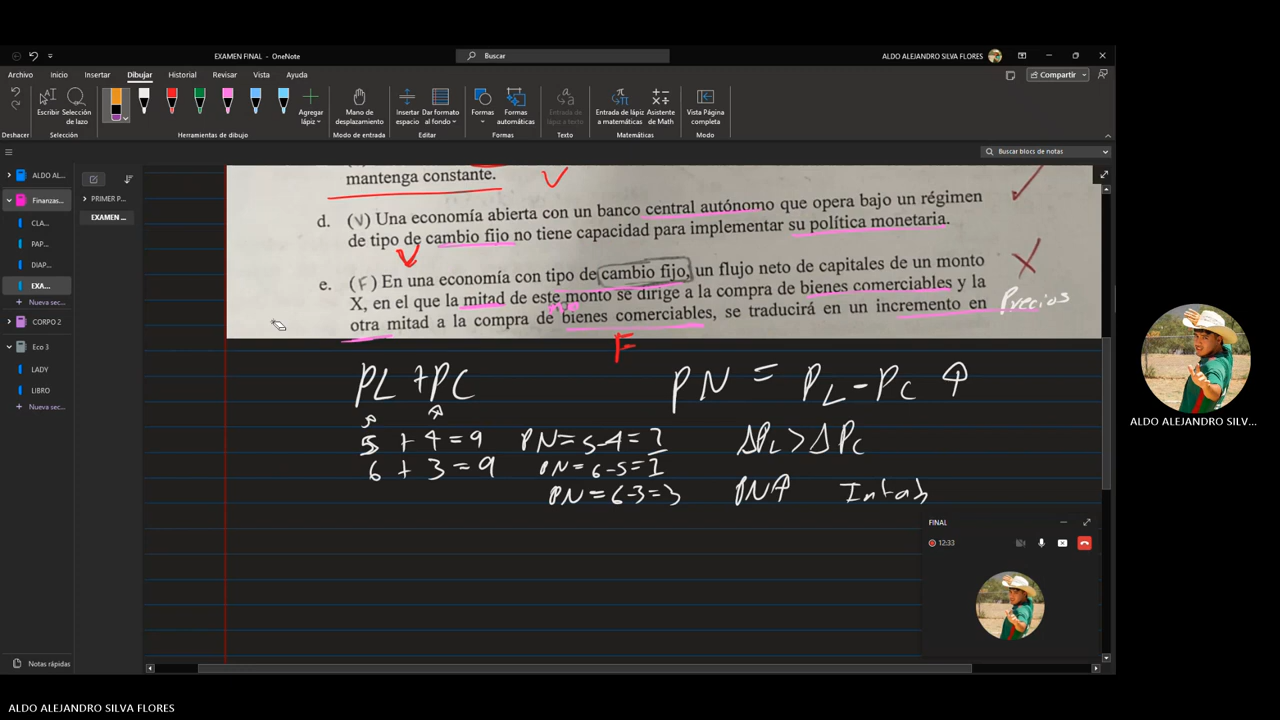 EXAMEN FINAL - OneNote
Buscar
ALDO ALEJANDRO SILVA FLORES
Archivo Inicio Insertar Dibujar Historial Revisar Vista Ayuda
Compartir
Deshacer
Escribir Selección de lazo
Selección
Agregar lápiz
Herramientas de dibujo
Mano de desplazamiento
Modo de entrada
Insertar espacio Dar formato al fondo
Editar
Formas Formas automáticas
Formas
Entrada de lápiz a texto
Texto
Entrada de lápiz a matemáticas Asistente de Math
Matemáticas
Vista Página completa
Modo
Buscar blocs de notas
ALDO AL...
Finanzas...
CLA...
PAP...
DIAP...
EXA...
Nueva sec...
CORPO 2
Eco 3
LADY
LIBRO
Nueva sec...
Notas rápidas
PRIMER P...
EXAMEN ...
mantenga constante.
d. (V) Una economía abierta con un banco central autónomo que opera bajo un régimen
de tipo de cambio fijo no tiene capacidad para implementar su política monetaria.
V
e. (F) En una economía con tipo de cambio fijo, un flujo neto de capitales de un monto
X, en el que la mitad de este monto se dirige a la compra de bienes comerciables y la
otra mitad a la compra de bienes comerciables, se traducirá en un incremento en Precios
no
F
PL + PC
5 + 4 = 9
6 + 3 = 9
PN = 5-4 = 1
PN = 6-5 = 1
PN = 6-3 = 3
PN = PL - PC ↑
ΔPL > ΔPC
PN↑
FINAL
12:33
ALDO ALEJANDRO SILV...
ALDO ALEJANDRO SILVA FLORES